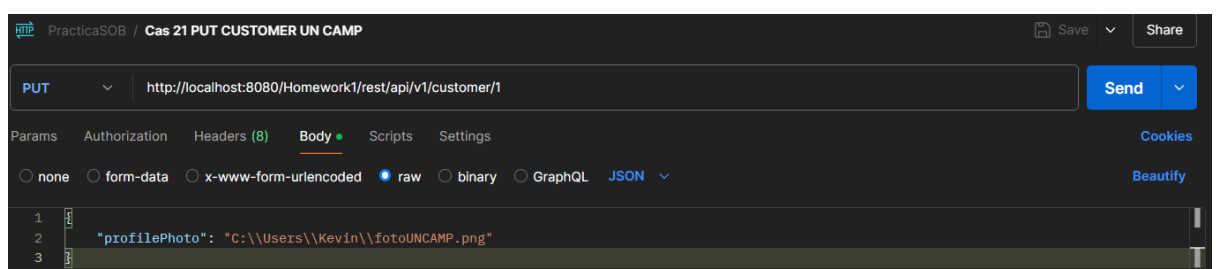 HTTP PracticaSOB / Cas 21 PUT CUSTOMER UN CAMP Save Share
PUT http://localhost:8080/Homework1/rest/api/v1/customer/1 Send
Params Authorization Headers (8) Body Scripts Settings Cookies
none form-data x-www-form-urlencoded raw binary GraphQL JSON Beautify
1 {
2 "profilePhoto": "C:\\Users\\Kevin\\fotoUNCAMP.png"
3 }